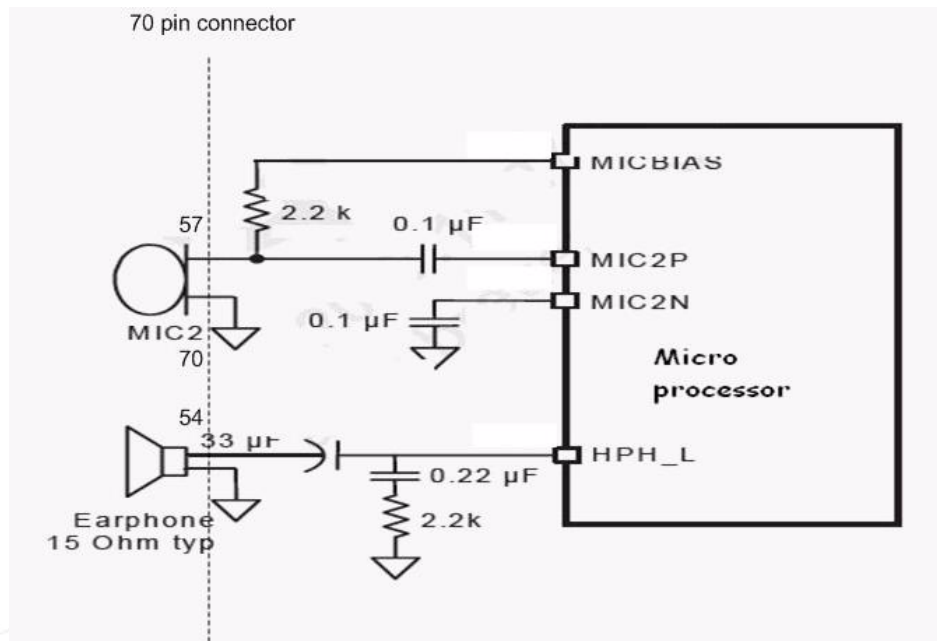 70 pin connector
MICBIAS
2.2 k
57
0.1 µF
MIC2P
MIC2N
0.1 µF
MIC2
70
Micro
processor
54
33 µF
HPH_L
0.22 µF
2.2k
Earphone
15 Ohm typ